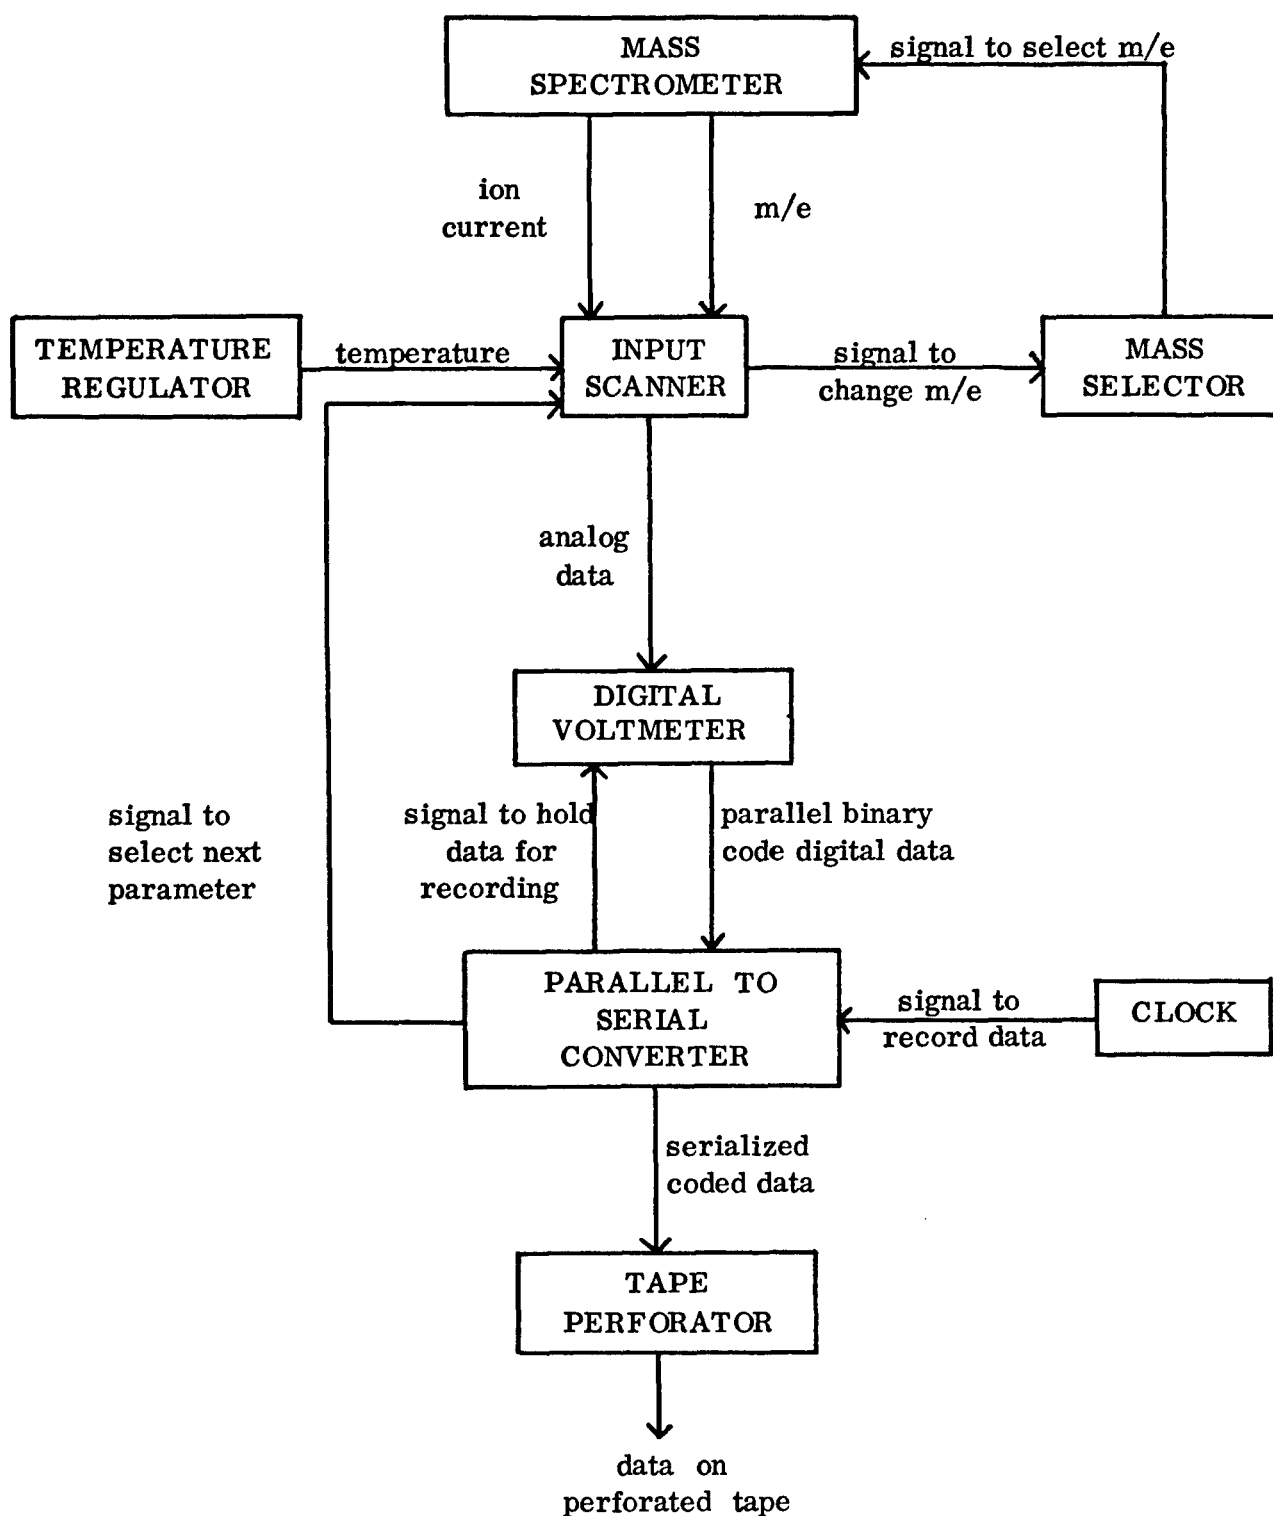 MASS
SPECTROMETER
signal to select m/e
ion
current
m/e
TEMPERATURE
REGULATOR
temperature
INPUT
SCANNER
signal to
change m/e
MASS
SELECTOR
analog
data
DIGITAL
VOLTMETER
signal to
select next
parameter
signal to hold
data for
recording
parallel binary
code digital data
PARALLEL TO
SERIAL
CONVERTER
signal to
record data
CLOCK
serialized
coded data
TAPE
PERFORATOR
data on
perforated tape